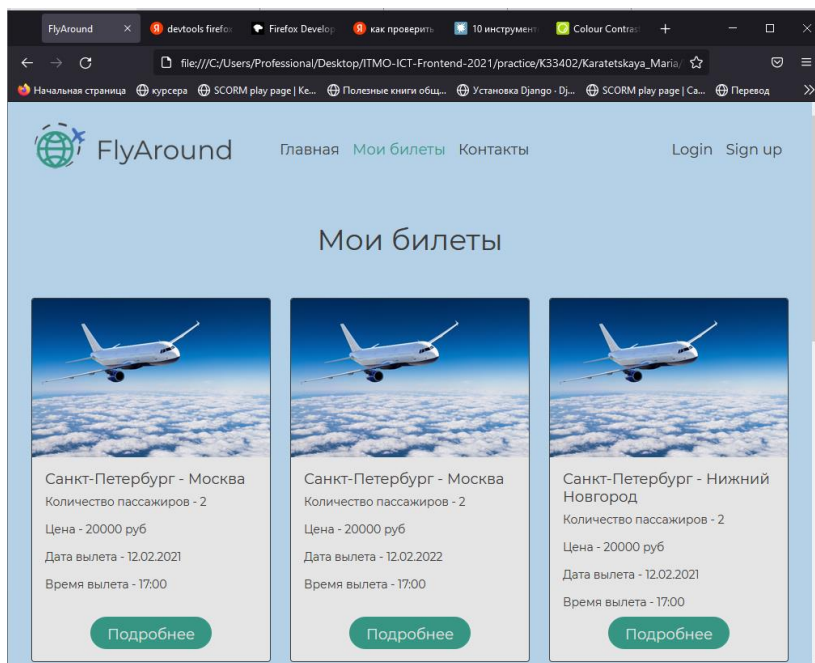 FlyAround
devtools firefo
Firefox Develop
как проверить
10 инструмент
Colour Contras
file:///C:/Users/Professional/Desktop/ITMO-ICT-Frontend-2021/practice/K33402/Karatetskaya_Maria/
Начальная страница курсера SCORM play page | Ke... Полезные книги общ... Установка Django · Dj... SCORM play page | Ca... Перевод
FlyAround
Главная Мои билеты Контакты
Login Sign up
Мои билеты
Санкт-Петербург - Москва
Количество пассажиров - 2
Цена - 20000 руб
Дата вылета - 12.02.2021
Время вылета - 17:00
Подробнее
Санкт-Петербург - Москва
Количество пассажиров - 2
Цена - 20000 руб
Дата вылета - 12.02.2022
Время вылета - 17:00
Подробнее
Санкт-Петербург - Нижний
Новгород
Количество пассажиров - 2
Цена - 20000 руб
Дата вылета - 12.02.2021
Время вылета - 17:00
Подробнее